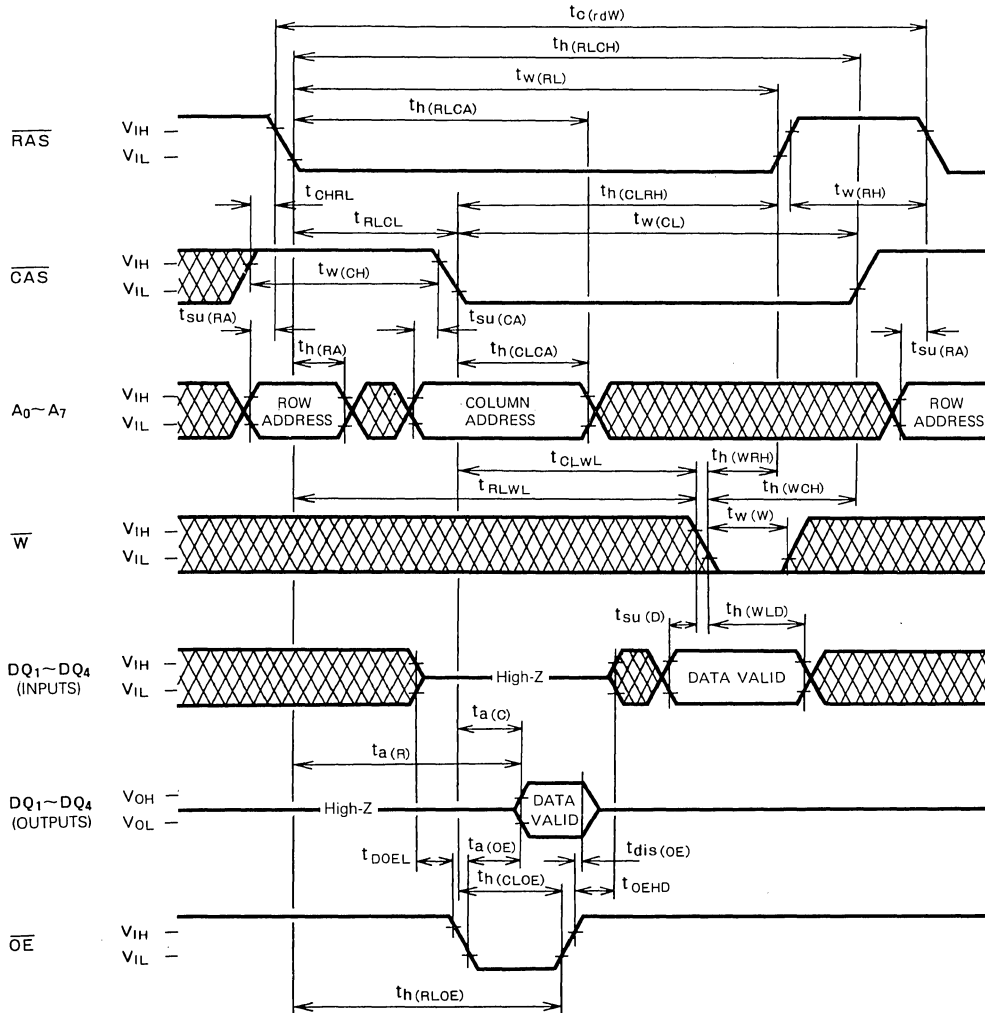 tc(rdW)
th(RLCH)
tw(RL)
th(RLCA)
RAS
VIH
VIL
tCHRL
th(CLRH)
tw(RH)
tRLCL
tw(CL)
CAS
VIH
VIL
tw(CH)
tsu(RA)
tsu(CA)
th(RA)
th(CLCA)
tsu(RA)
A0~A7
VIH
VIL
ROW ADDRESS
COLUMN ADDRESS
ROW ADDRESS
tCLWL
th(WRH)
tRLWL
th(WCH)
tw(W)
W
VIH
VIL
tsu(D)
th(WLD)
DQ1~DQ4
(INPUTS)
VIH
VIL
High-Z
DATA VALID
ta(C)
ta(R)
DQ1~DQ4
(OUTPUTS)
VOH
VOL
High-Z
DATA
VALID
tDOEL
ta(OE)
tdis(OE)
th(CLOE)
tOEHD
OE
VIH
VIL
th(RLOE)